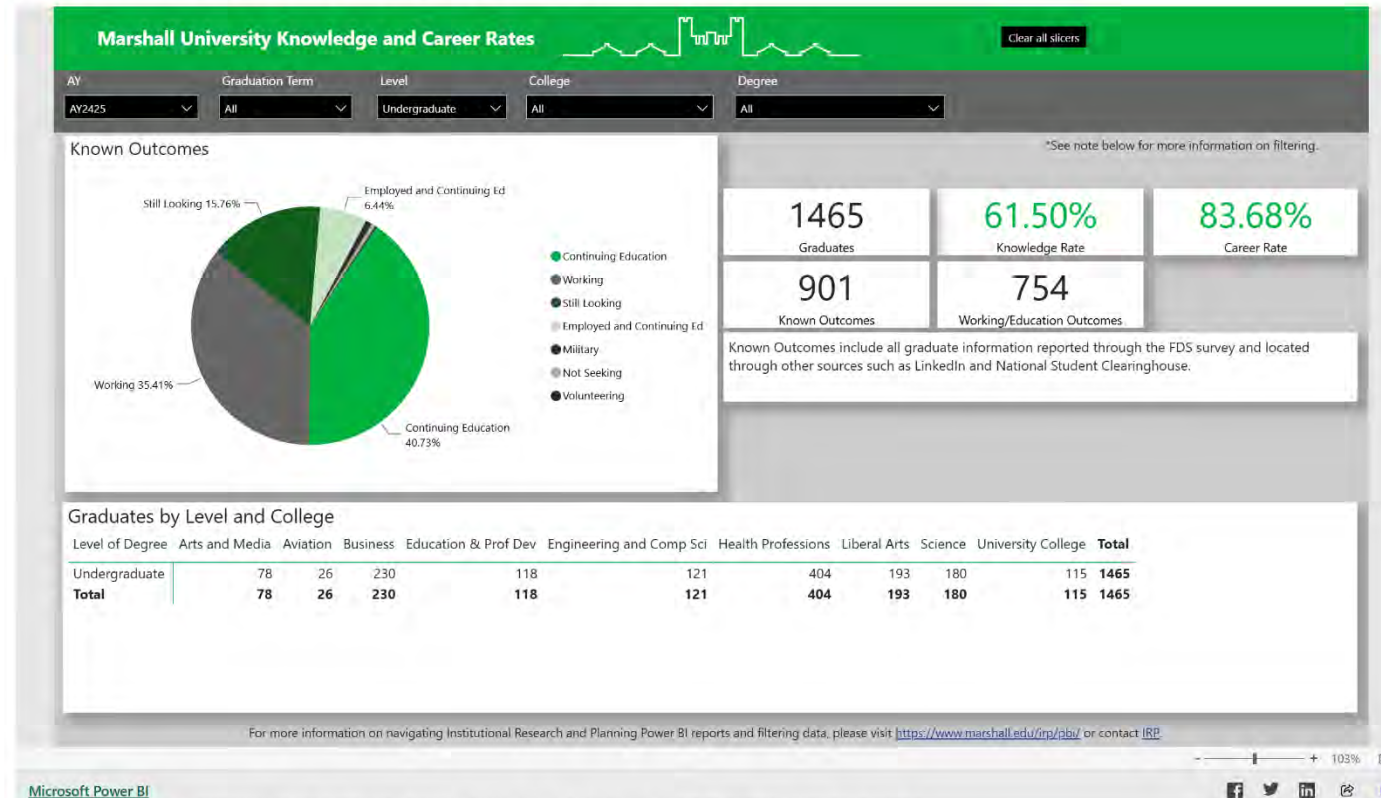 Marshall University Knowledge and Career Rates
Clear all slicers
AY Graduation Term Level College Degree
AY2425 All Undergraduate All All
Known Outcomes
*See note below for more information on filtering.
Employed and Continuing Ed
6.44%
Still Looking 15.76%
Working 35.41%
Continuing Education
40.73%
Continuing Education
Working
Still Looking
Employed and Continuing Ed
Military
Not Seeking
Volunteering
1465
Graduates
61.50%
Knowledge Rate
83.68%
Career Rate
901
Known Outcomes
754
Working/Education Outcomes
Known Outcomes include all graduate information reported through the FDS survey and located
through other sources such as LinkedIn and National Student Clearinghouse.
Graduates by Level and College
Level of Degree Arts and Media Aviation Business Education & Prof Dev Engineering and Comp Sci Health Professions Liberal Arts Science University College Total
Undergraduate 78 26 230 118 121 404 193 180 115 1465
Total 78 26 230 118 121 404 193 180 115 1465
For more information on navigating Institutional Research and Planning Power BI reports and filtering data, please visit https://www.marshall.edu/irp/pbi/ or contact IRP.
- + 103%
Microsoft Power BI